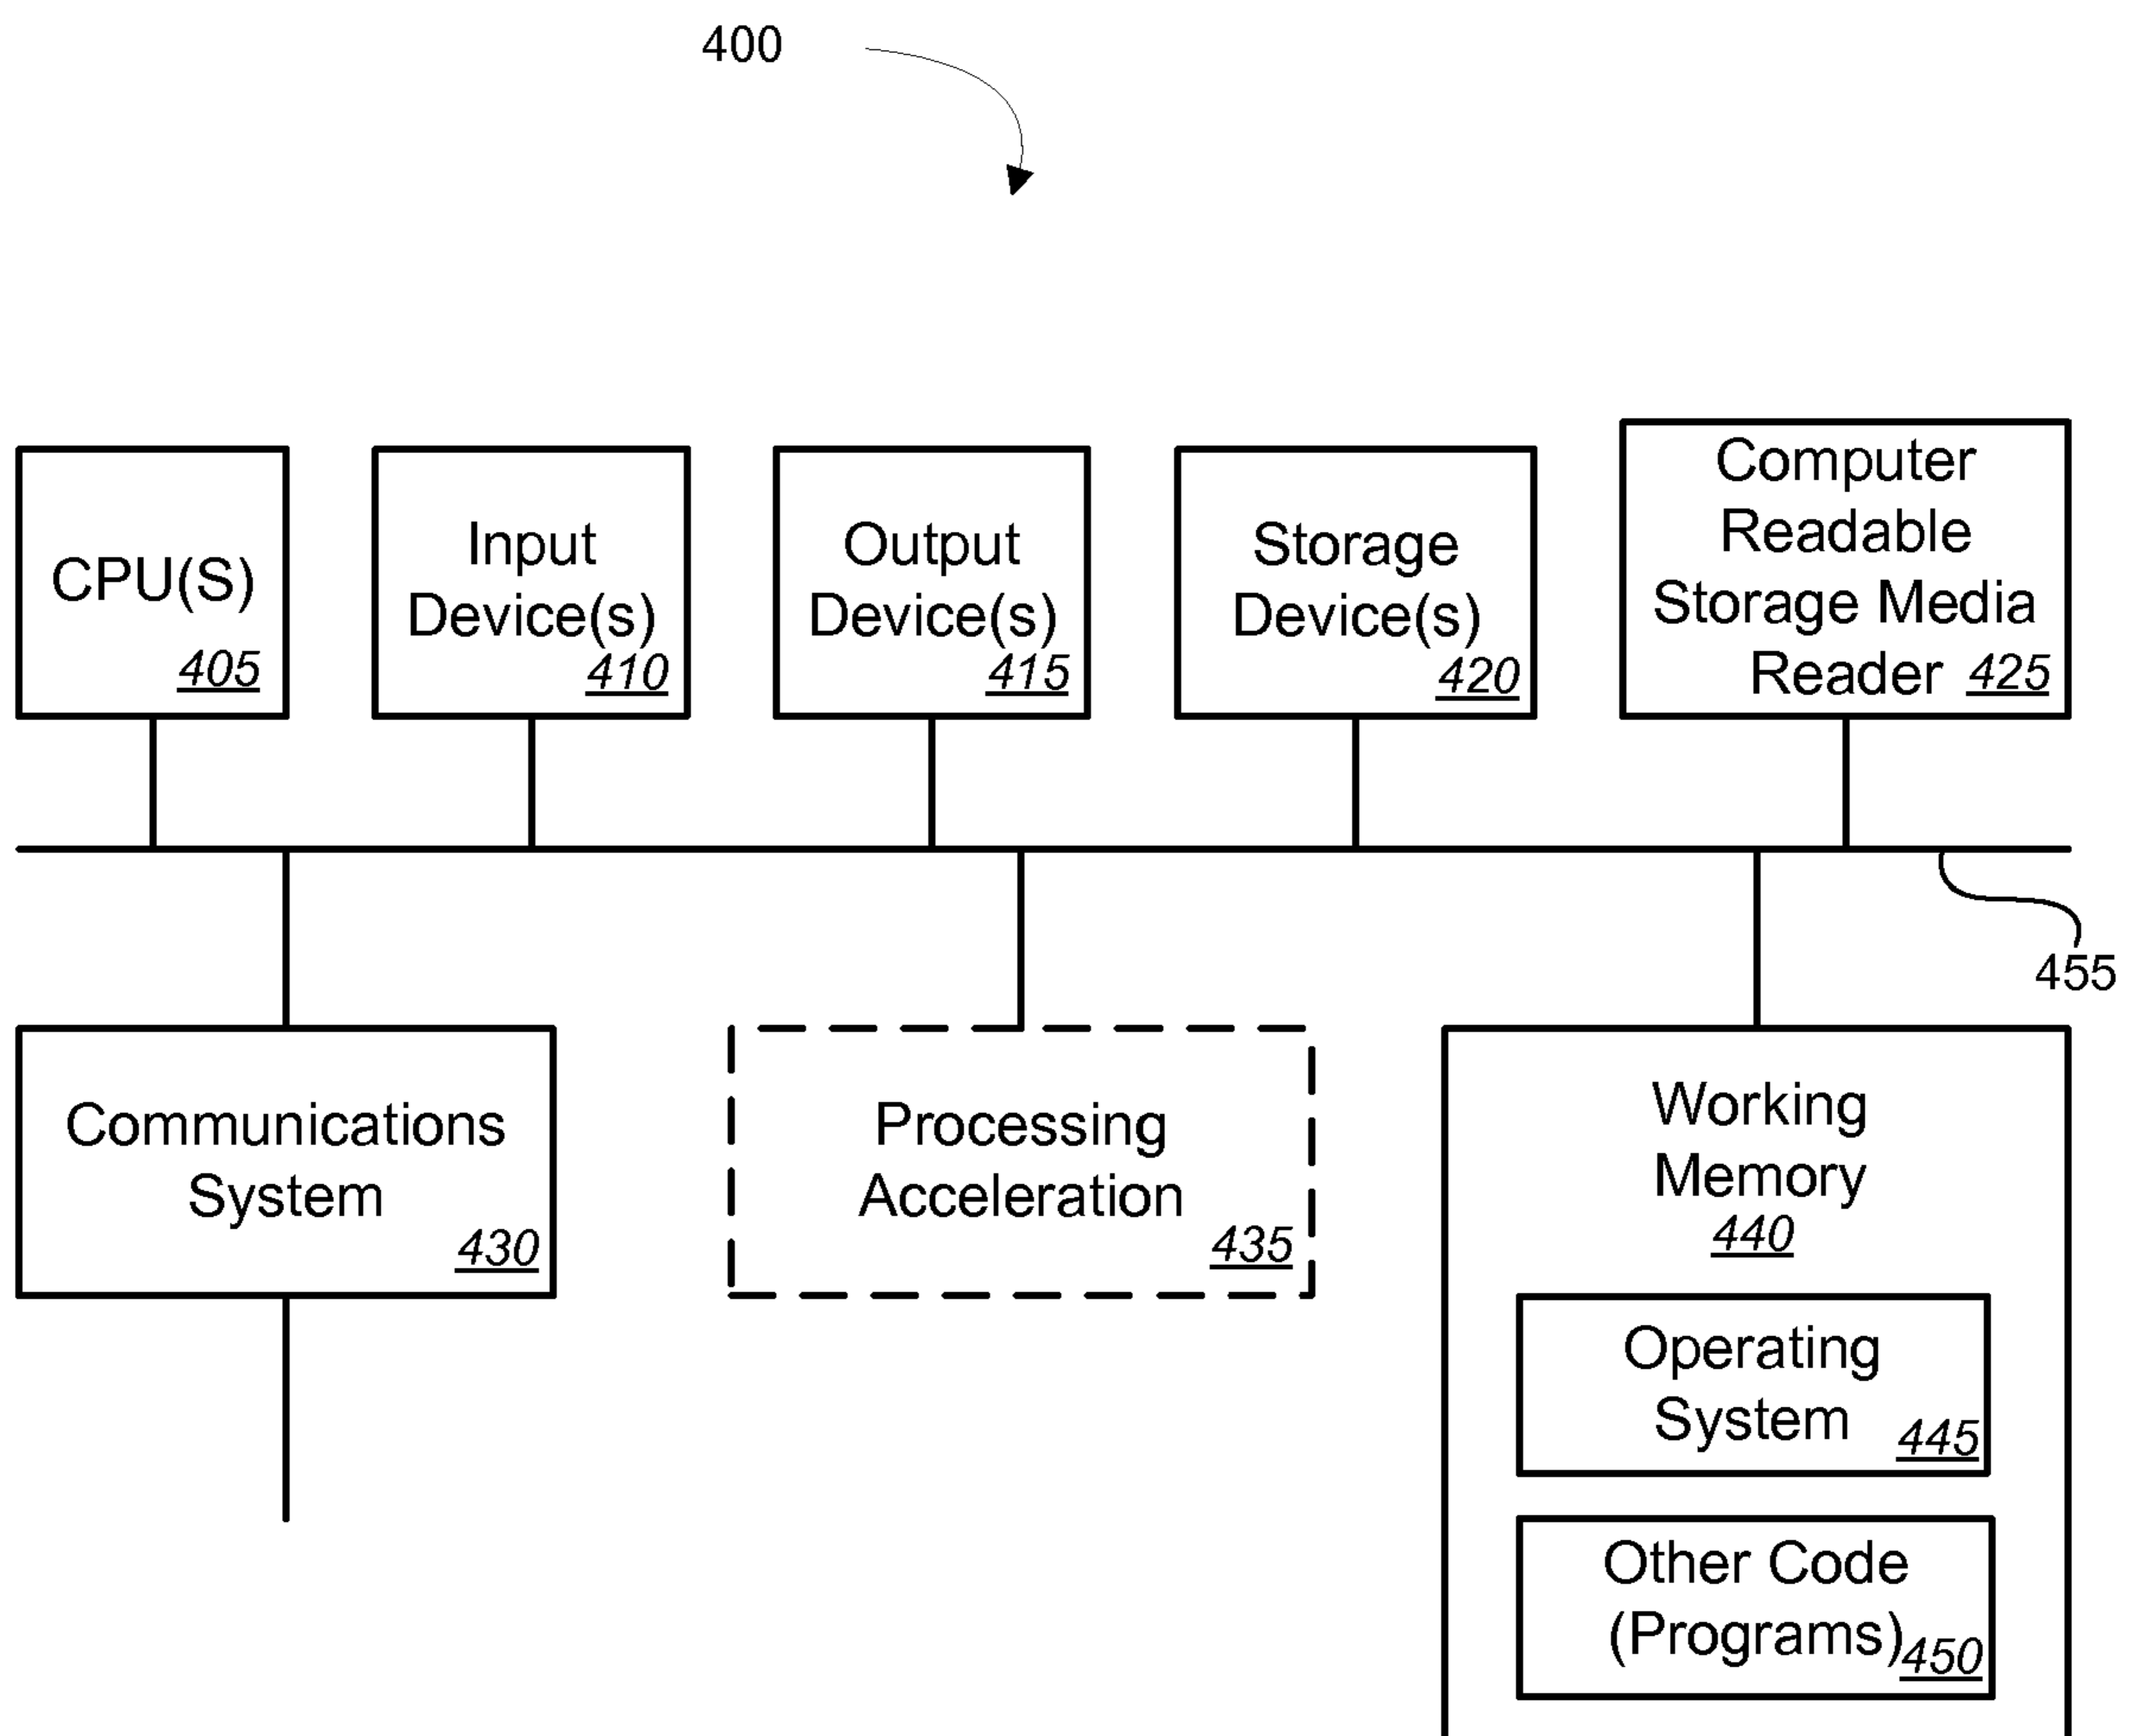 400
CPU(S)
405
Input
Device(s)
410
Output
Device(s)
415
Storage
Device(s)
420
Computer
Readable
Storage Media
Reader 425
455
Communications
System
430
Processing
Acceleration
435
Working
Memory
440
Operating
System
445
Other Code
(Programs)
450